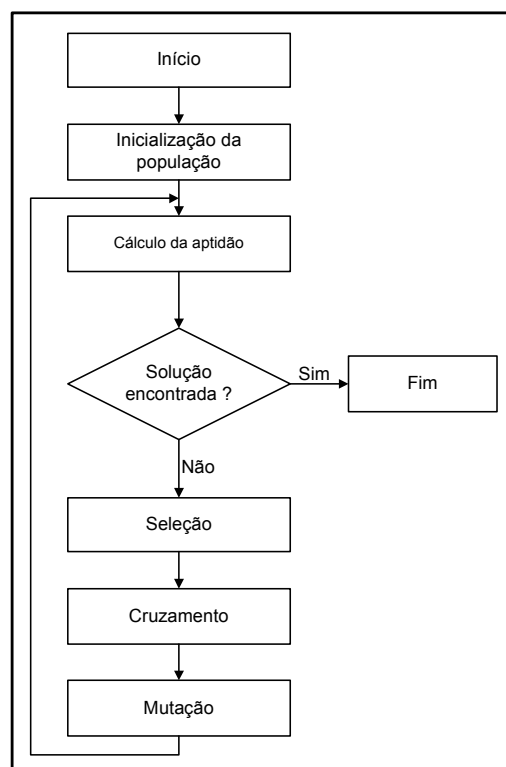 Início
Inicialização da
população
Cálculo da aptidão
Solução
encontrada ?
Sim
Fim
Não
Seleção
Cruzamento
Mutação